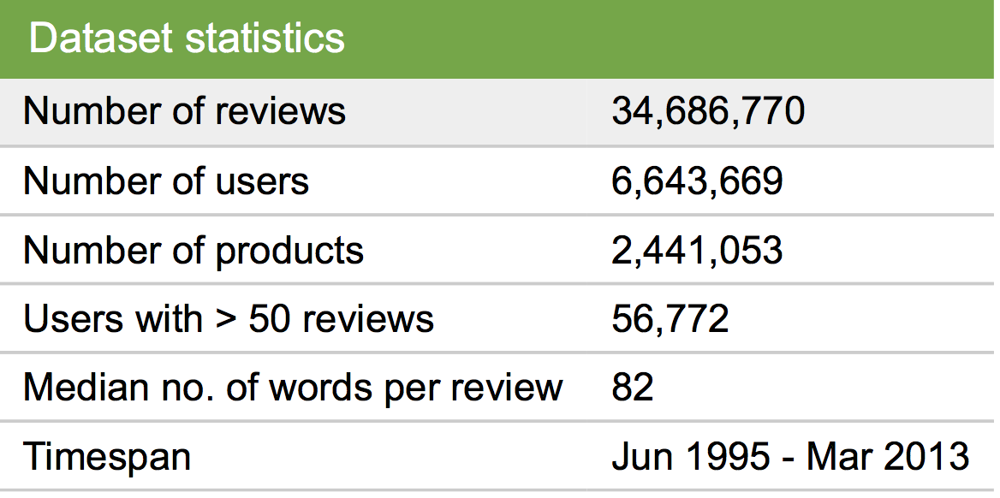 Dataset statistics
Number of reviews 34,686,770
Number of users 6,643,669
Number of products 2,441,053
Users with > 50 reviews 56,772
Median no. of words per review 82
Timespan Jun 1995 - Mar 2013